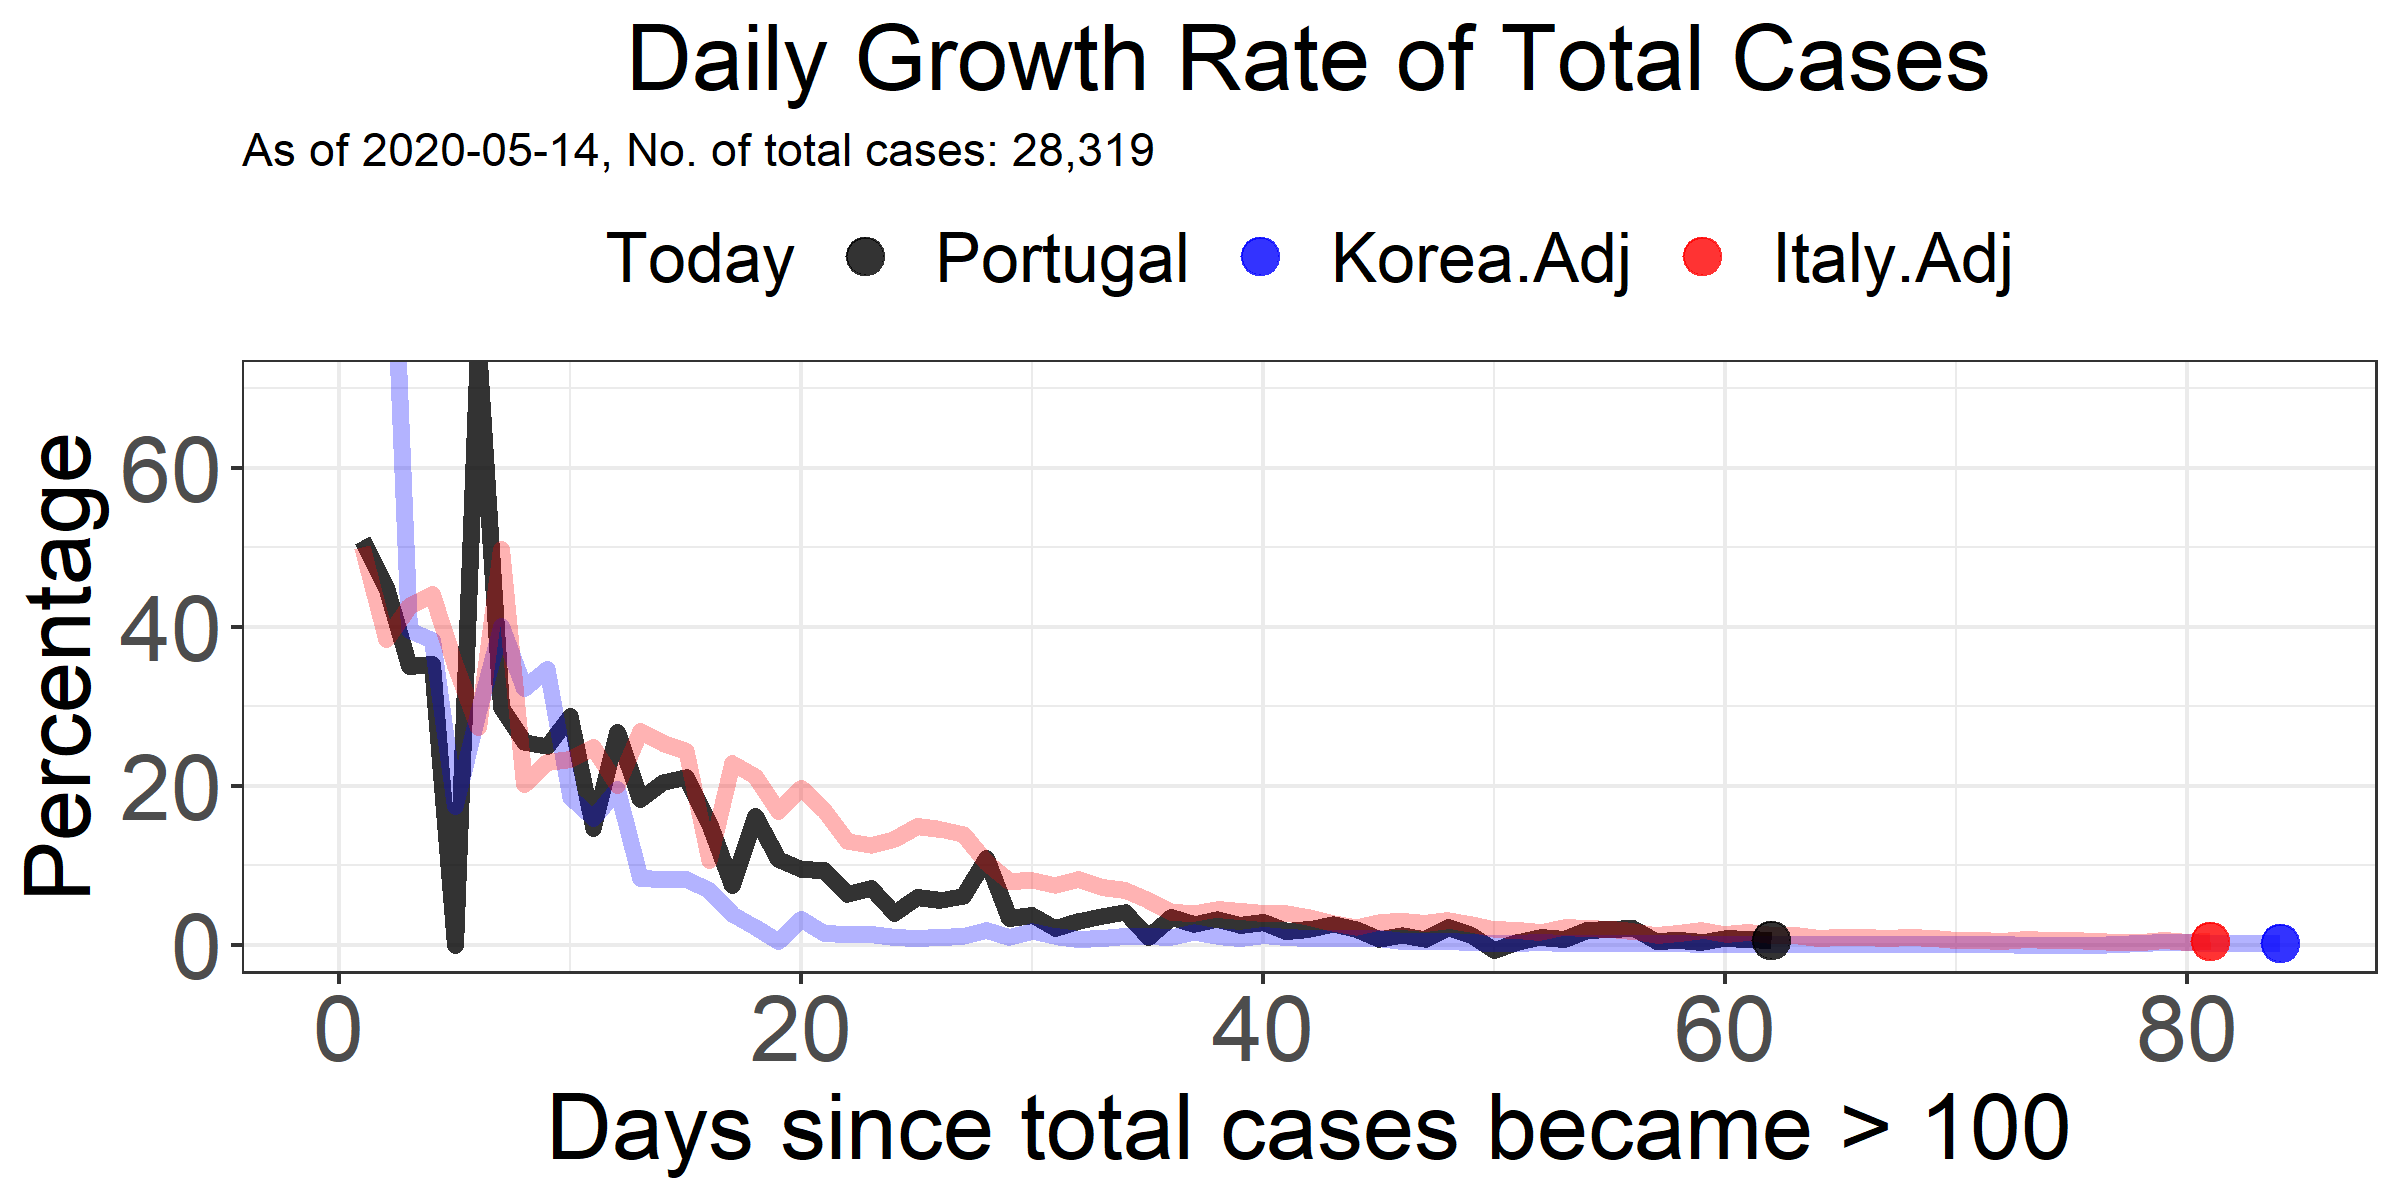 Daily Growth Rate of Total Cases
As of 2020-05-14, No. of total cases: 28,319
Today Portugal Korea.Adj Italy.Adj
Percentage
60
40
20
0
0 20 40 60 80
Days since total cases became > 100